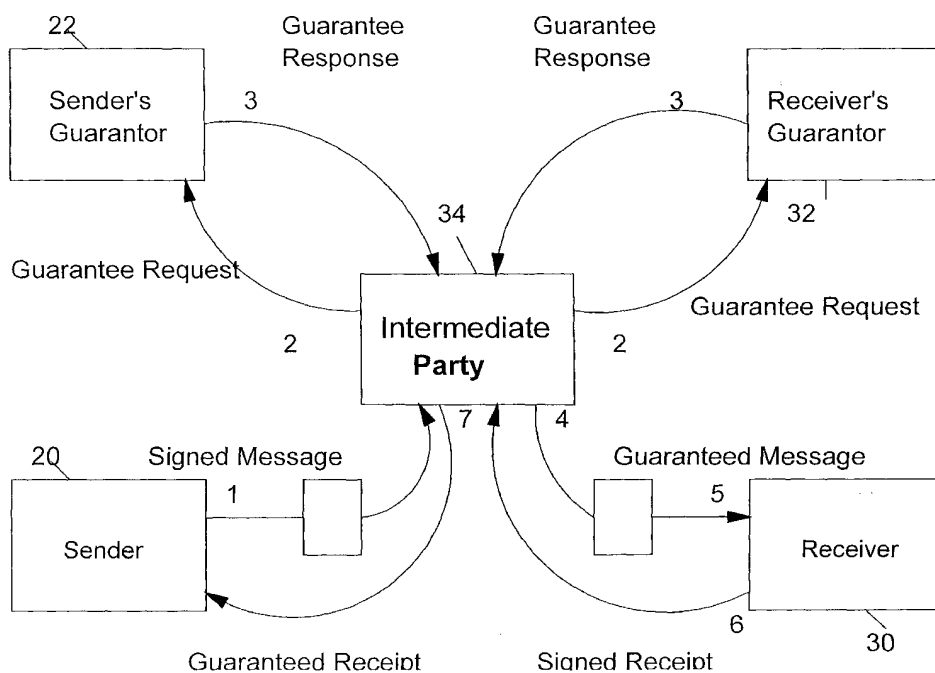 22
Guarantee
Response
Guarantee
Response
Sender's
Guarantor
3
3
Receiver's
Guarantor
34
32
Guarantee Request
Guarantee Request
2
Intermediate
Party
2
7
4
20
Signed Message
Guaranteed Message
1
5
Sender
Receiver
6
30
Guaranteed Receipt
Signed Receipt